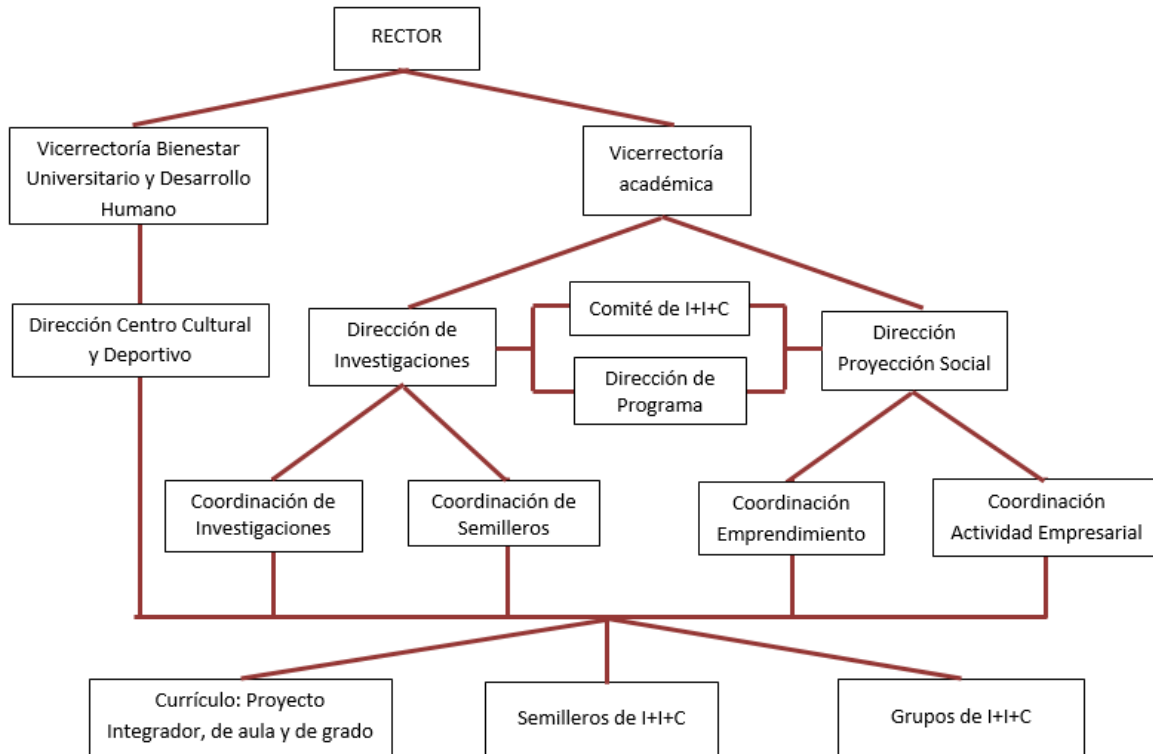 RECTOR
Vicerrectoría Bienestar
Universitario y Desarrollo
Humano
Vicerrectoría
académica
Dirección Centro Cultural
y Deportivo
Dirección de
Investigaciones
Comité de I+I+C
Dirección de
Programa
Dirección
Proyección Social
Coordinación de
Investigaciones
Coordinación de
Semilleros
Coordinación
Emprendimiento
Coordinación
Actividad Empresarial
Currículo: Proyecto
Integrador, de aula y de grado
Semilleros de I+I+C
Grupos de I+I+C